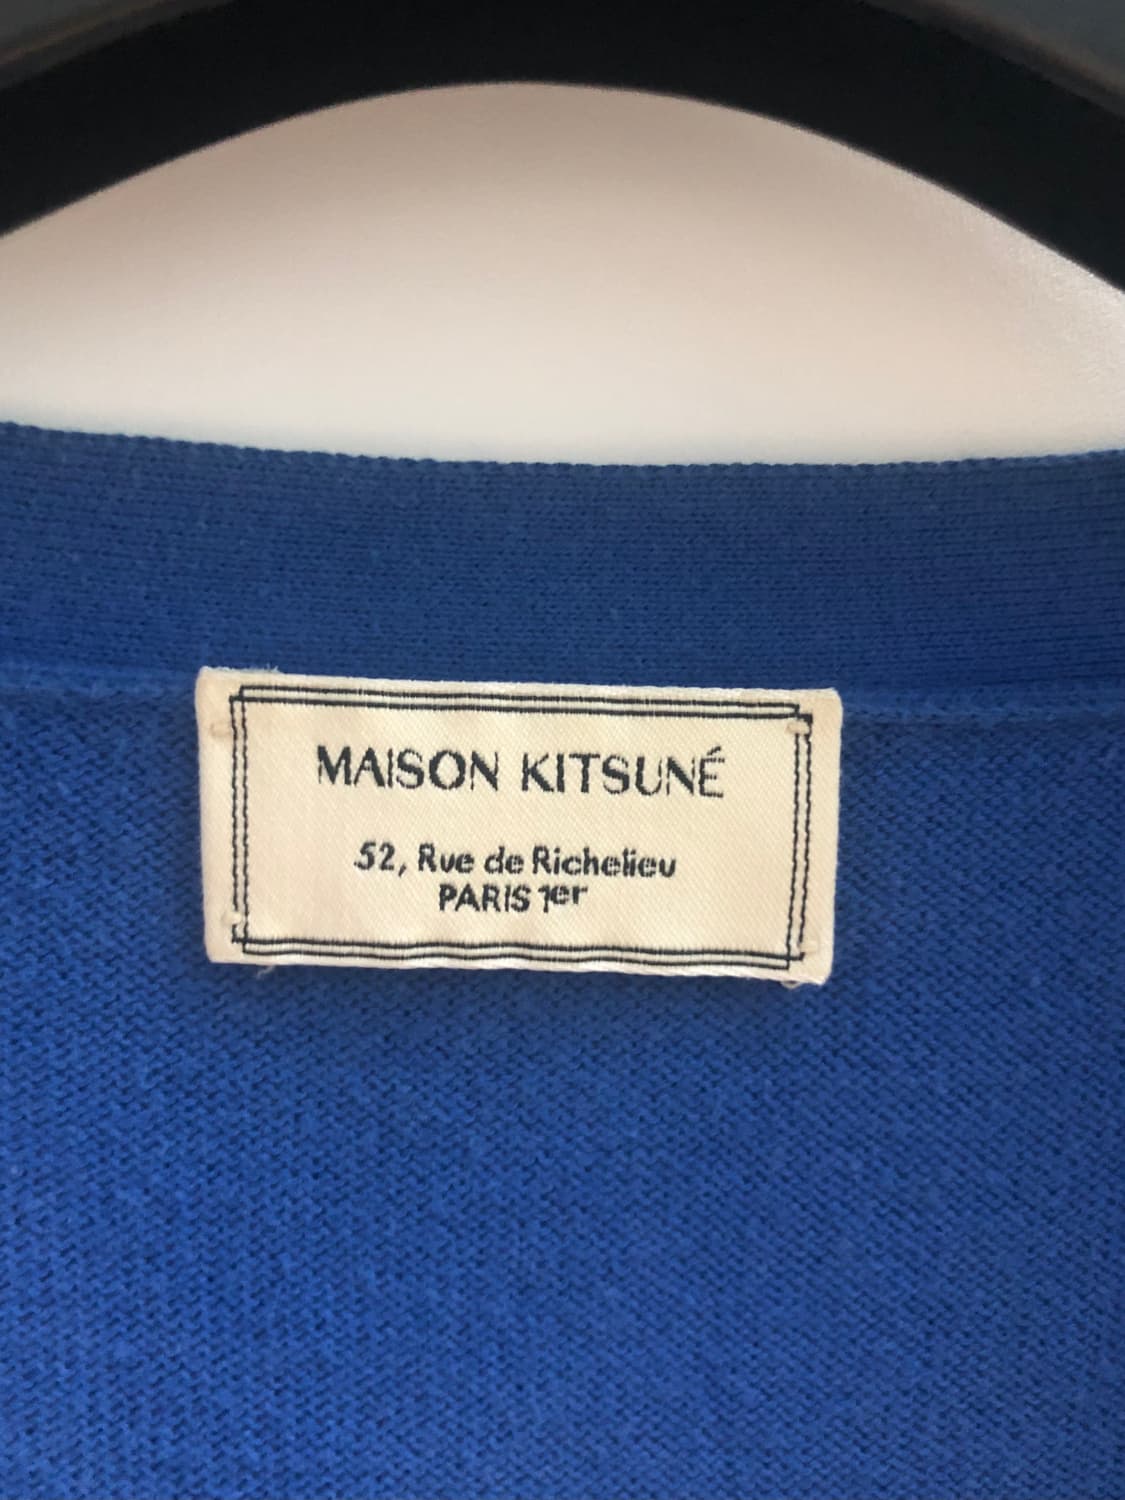 MAISON KITSUNÉ
52, Rue de Richelieu
PARIS 1er